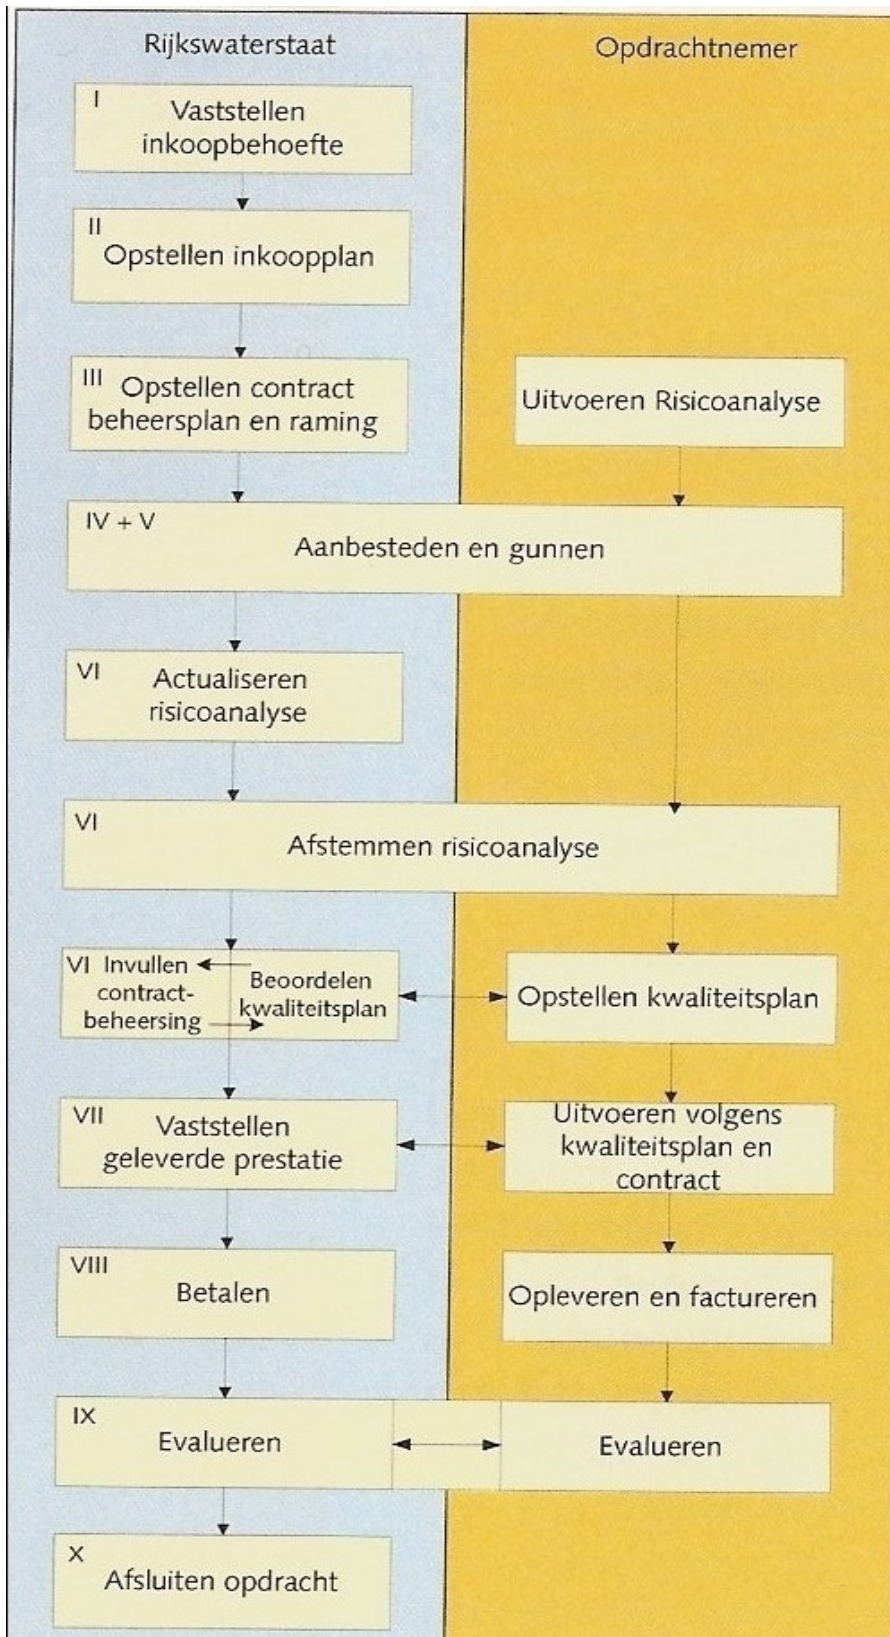 Rijkswaterstaat
Opdrachtnemer
I
Vaststellen
inkoopbehoefte
II
Opstellen inkoopplan
III
Opstellen contract
beheersplan en raming
Uitvoeren Risicoanalyse
IV + V
Aanbesteden en gunnen
VI
Actualiseren
risicoanalyse
VI
Afstemmen risicoanalyse
VI Invullen
contract-
beheersing
Beoordelen
kwaliteitsplan
Opstellen kwaliteitsplan
VII
Vaststellen
geleverde prestatie
Uitvoeren volgens
kwaliteitsplan en
contract
VIII
Betalen
Opleveren en factureren
IX
Evalueren
Evalueren
X
Afsluiten opdracht